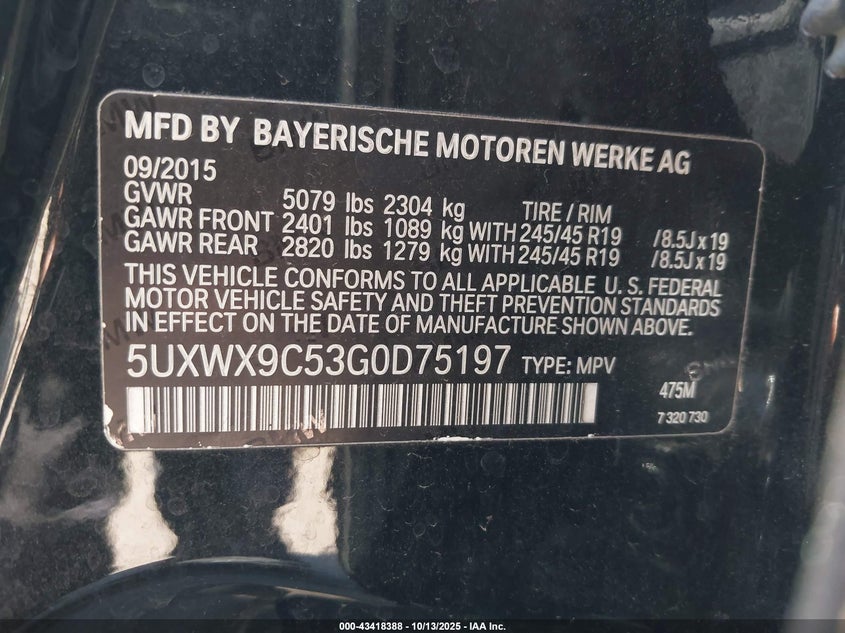 MFD BY BAYERISCHE MOTOREN WERKE AG
09/2015
GVWR 5079 lbs 2304 kg TIRE / RIM
GAWR FRONT 2401 lbs 1089 kg WITH 245/45 R19 /8.5J x 19
GAWR REAR 2820 lbs 1279 kg WITH 245/45 R19 /8.5J x 19
THIS VEHICLE CONFORMS TO ALL APPLICABLE U. S. FEDERAL
MOTOR VEHICLE SAFETY AND THEFT PREVENTION STANDARDS
IN EFFECT ON THE DATE OF MANUFACTURE SHOWN ABOVE.
5UXWX9C53G0D75197 TYPE: MPV
475M
7 320 730
000-43418388 - 10/13/2025 - IAA Inc.